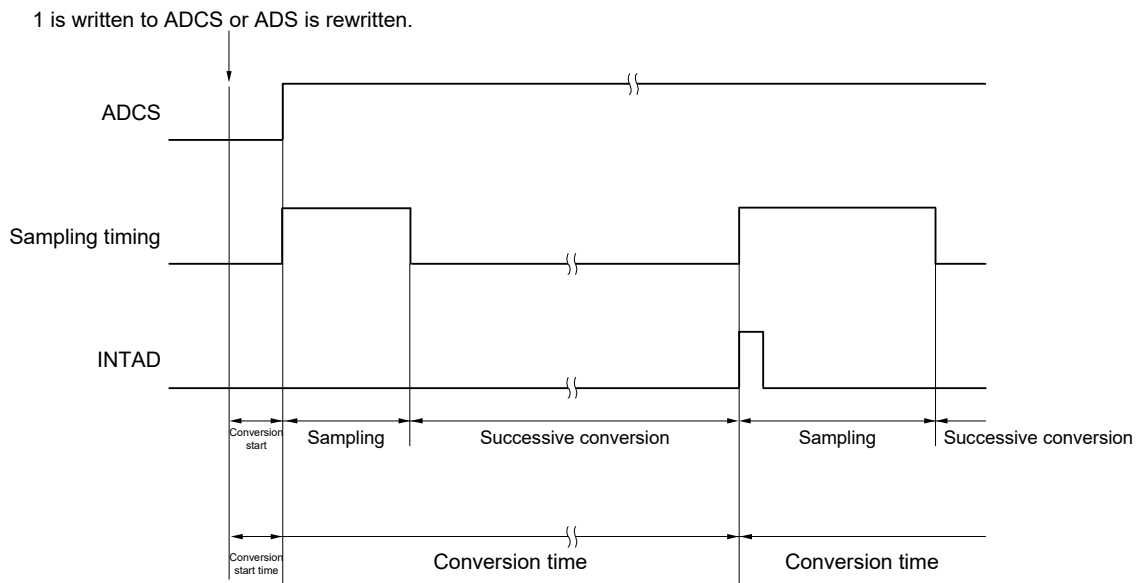 1 is written to ADCS or ADS is rewritten.
ADCS
Sampling timing
INTAD
Conversion
start
Sampling
Successive conversion
Sampling
Successive conversion
Conversion
start time
Conversion time
Conversion time